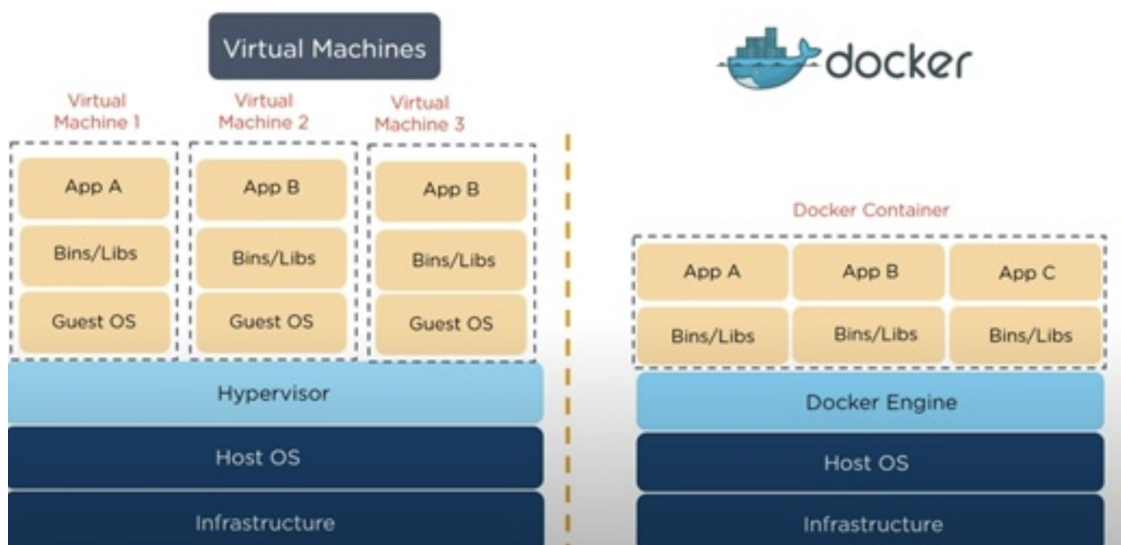 Virtual Machines
docker
Virtual
Machine 1
Virtual
Machine 2
Virtual
Machine 3
App A
App B
App B
Bins/Libs
Bins/Libs
Bins/Libs
Guest OS
Guest OS
Guest OS
Hypervisor
Host OS
Infrastructure
Docker Container
App A
App B
App C
Bins/Libs
Bins/Libs
Bins/Libs
Docker Engine
Host OS
Infrastructure